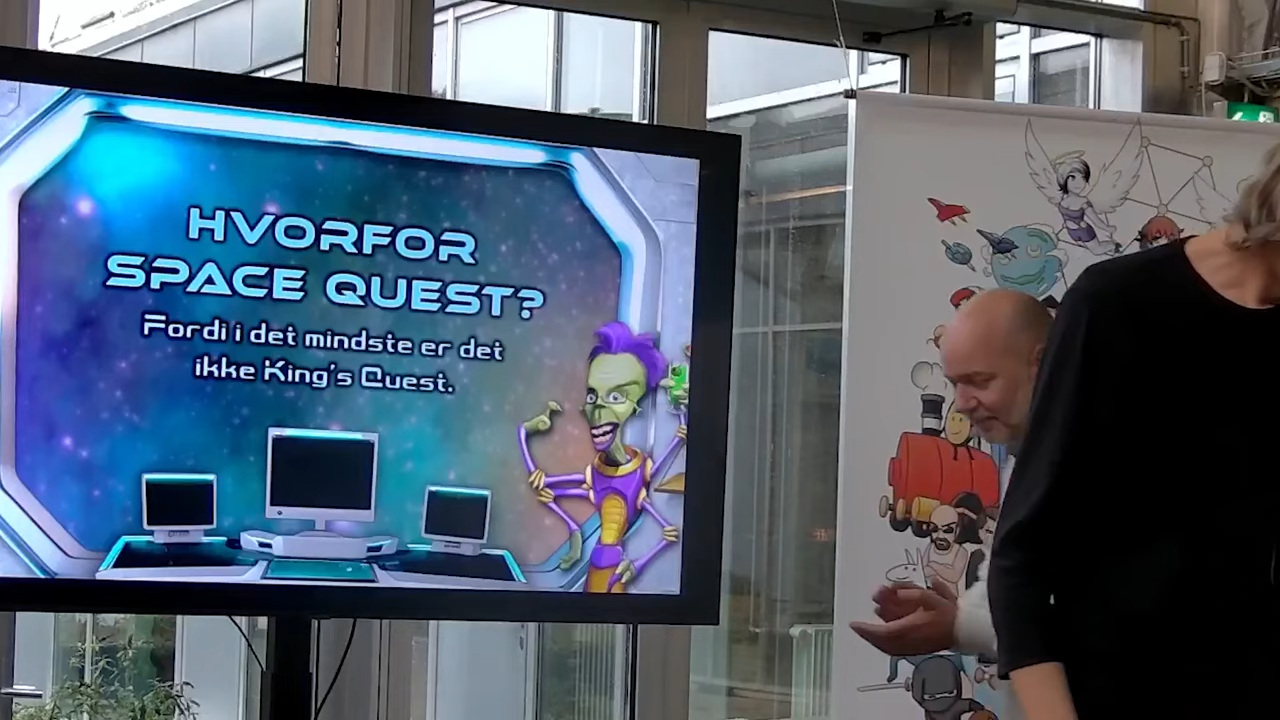 HVORFOR
SPACE QUEST?
Fordi i det mindste er det
ikke King's Quest.